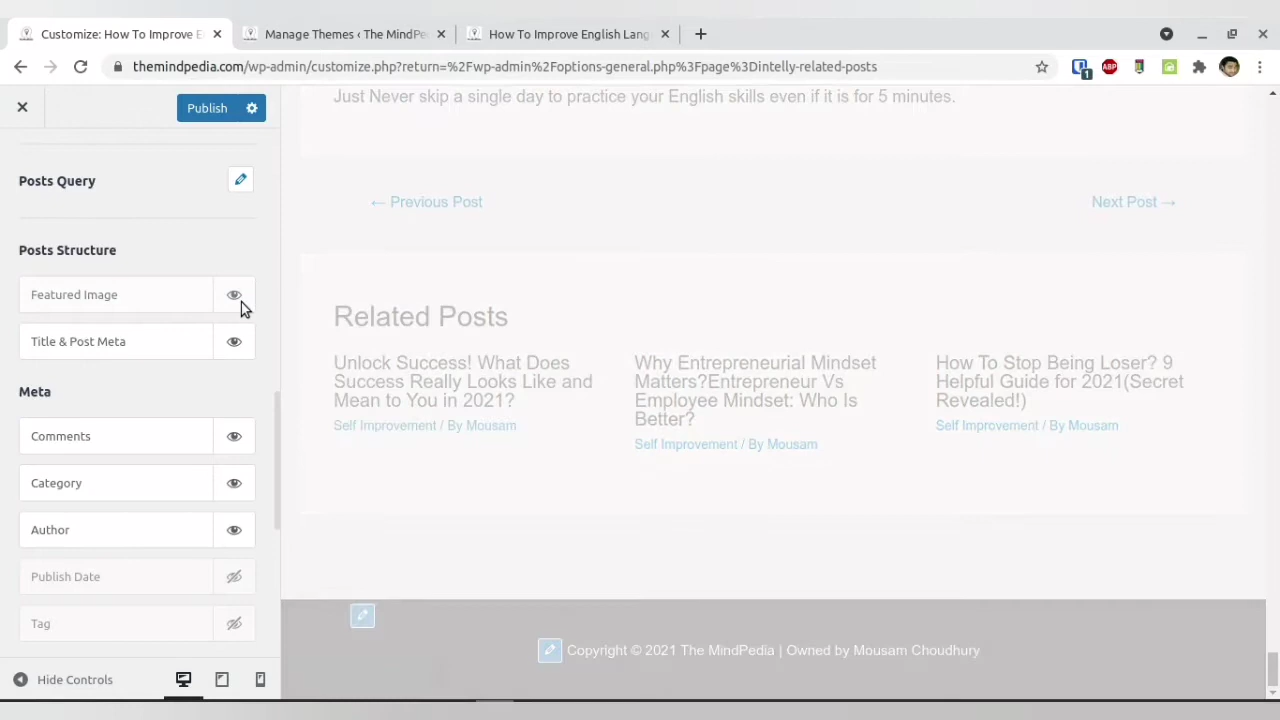 Customize: How To Improve E
Manage Themes ‹ The MindPe
How To Improve English Lang
themindpedia.com/wp-admin/customize.php?return=%2Fwp-admin%2Foptions-general.php%3Fpage%3Dintelly-related-posts
1
ABP
Publish
Just Never skip a single day to practice your English skills even if it is for 5 minutes.
Posts Query
← Previous Post
Next Post →
Posts Structure
Featured Image
Title & Post Meta
Related Posts
Unlock Success! What Does
Success Really Looks Like and
Mean to You in 2021?
Self Improvement / By Mousam
Why Entrepreneurial Mindset
Matters?Entrepreneur Vs
Employee Mindset: Who Is
Better?
Self Improvement / By Mousam
How To Stop Being Loser? 9
Helpful Guide for 2021(Secret
Revealed!)
Self Improvement / By Mousam
Meta
Comments
Category
Author
Publish Date
Tag
Copyright © 2021 The MindPedia | Owned by Mousam Choudhury
Hide Controls